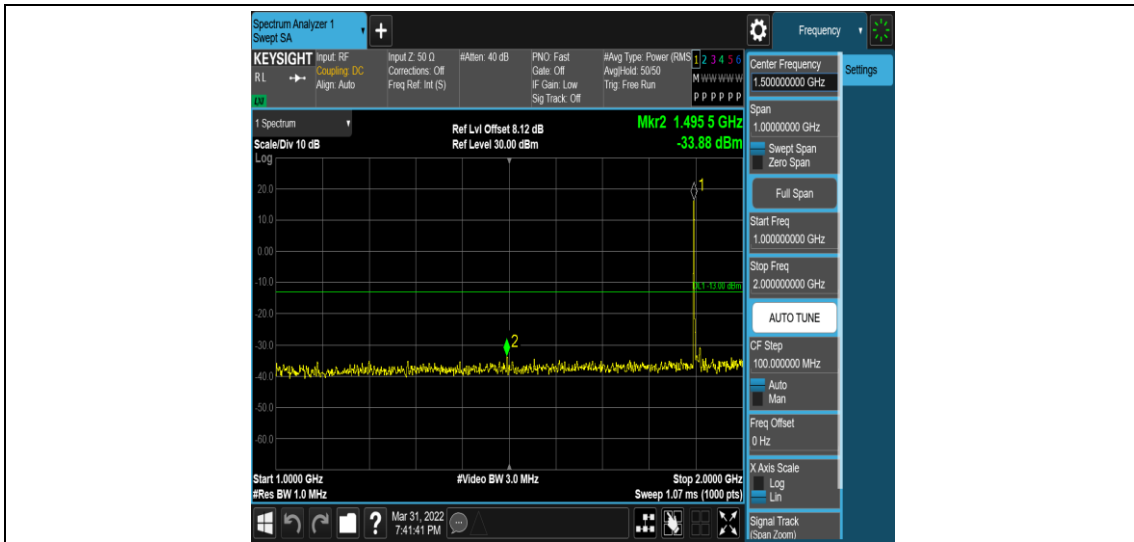 Spectrum Analyzer 1
Swept SA
+
Frequency
KEYSIGHT
RL
LXI
Input: RF
Coupling: DC
Align: Auto
Input Z: 50 Ω
Corrections: Off
Freq Ref: Int (S)
#Atten: 40 dB
PNO: Fast
Gate: Off
IF Gain: Low
Sig Track: Off
#Avg Type: Power (RMS
Avg|Hold: 50/50
Trig: Free Run
1 2 3 4 5 6
M W W W W W
P P P P P P
1 Spectrum
Scale/Div 10 dB
Log
Ref Lvl Offset 8.12 dB
Ref Level 30.00 dBm
Mkr2 1.495 5 GHz
-33.88 dBm
1
20.0
10.0
0.00
-10.0
DL1 -13.00 dBm
-20.0
-30.0
2
-40.0
-50.0
-60.0
Start 1.0000 GHz
#Res BW 1.0 MHz
#Video BW 3.0 MHz
Stop 2.0000 GHz
Sweep 1.07 ms (1000 pts)
Center Frequency
1.500000000 GHz
Settings
Span
1.00000000 GHz
Swept Span
Zero Span
Full Span
Start Freq
1.000000000 GHz
Stop Freq
2.000000000 GHz
AUTO TUNE
CF Step
100.000000 MHz
Auto
Man
Freq Offset
0 Hz
X Axis Scale
Log
Lin
Signal Track
(Span Zoom)
?
Mar 31, 2022
7:41:41 PM